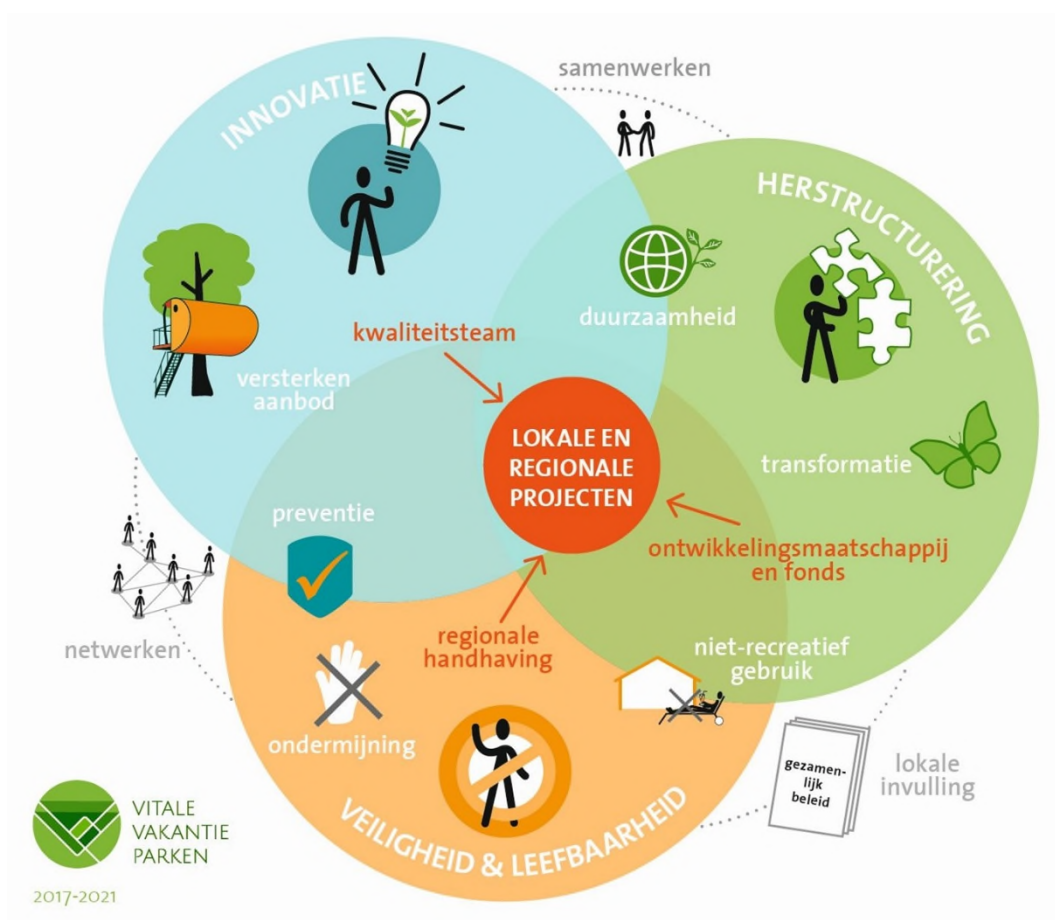 samenwerken
INNOVATIE
HERSTRUCTURERING
duurzaamheid
kwaliteitsteam
versterken
aanbod
LOKALE EN
REGIONALE
PROJECTEN
transformatie
preventie
ontwikkelingsmaatschappij
en fonds
regionale
handhaving
niet-recreatief
gebruik
netwerken
ondermijning
gezamen-
lijk
beleid
lokale
invulling
VEILIGHEID & LEEFBAARHEID
VITALE
VAKANTIE
PARKEN
2017-2021